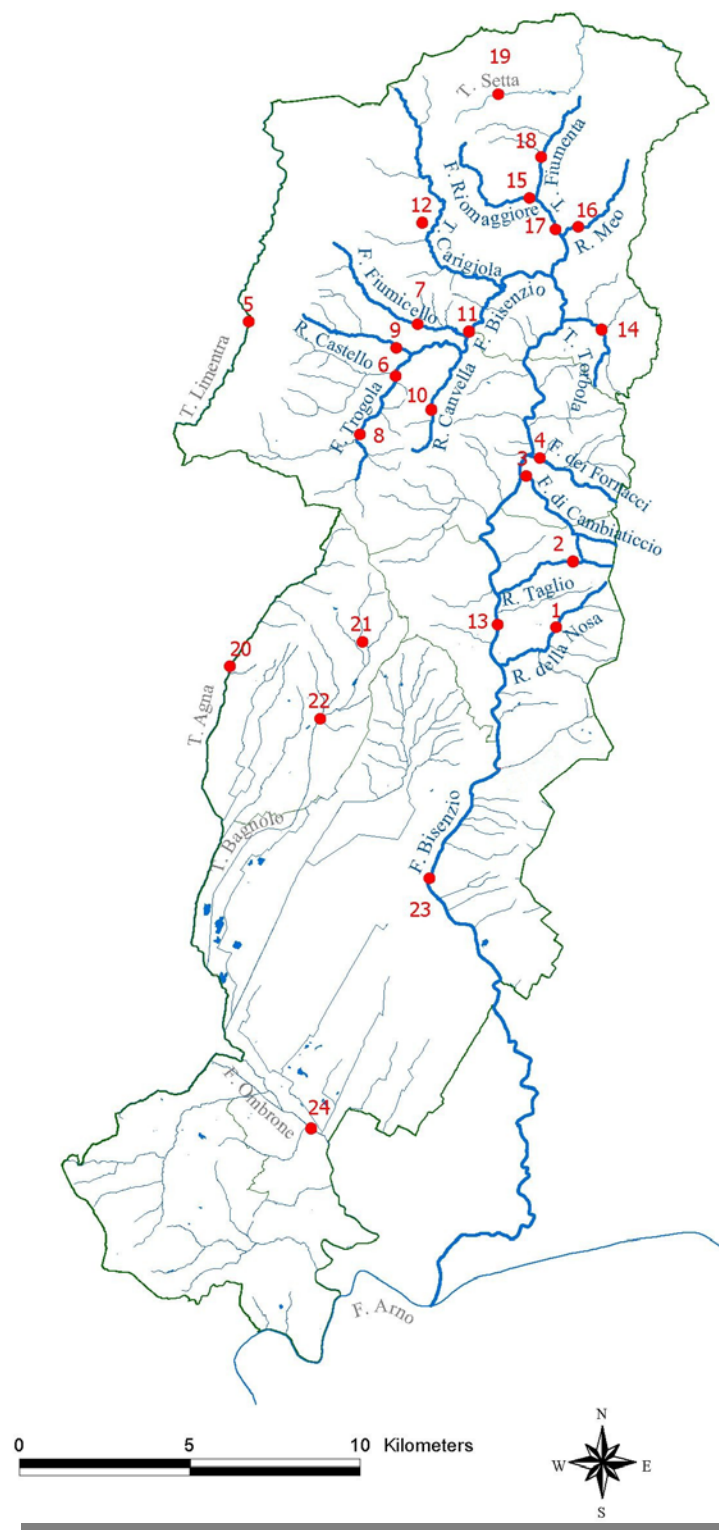 19
T. Setta
18
T. Fiumenta
F. Riomaggiore
15
12
T. Carigiola
17
16
R. Meo
F. Fiumicello
7
5
T. Limentra
R. Castello
9
6
11
F. Bisenzio
14
T. Torbola
F. Trogola
10
R. Canvella
8
4
F. dei Fornacci
3
F. di Cambiaticcio
2
R. Taglio
13
1
R. della Nosa
21
20
T. Agna
22
T. Bagnolo
F. Bisenzio
23
F. Ombrone
24
F. Arno
0 5 10 Kilometers
N
W E
S